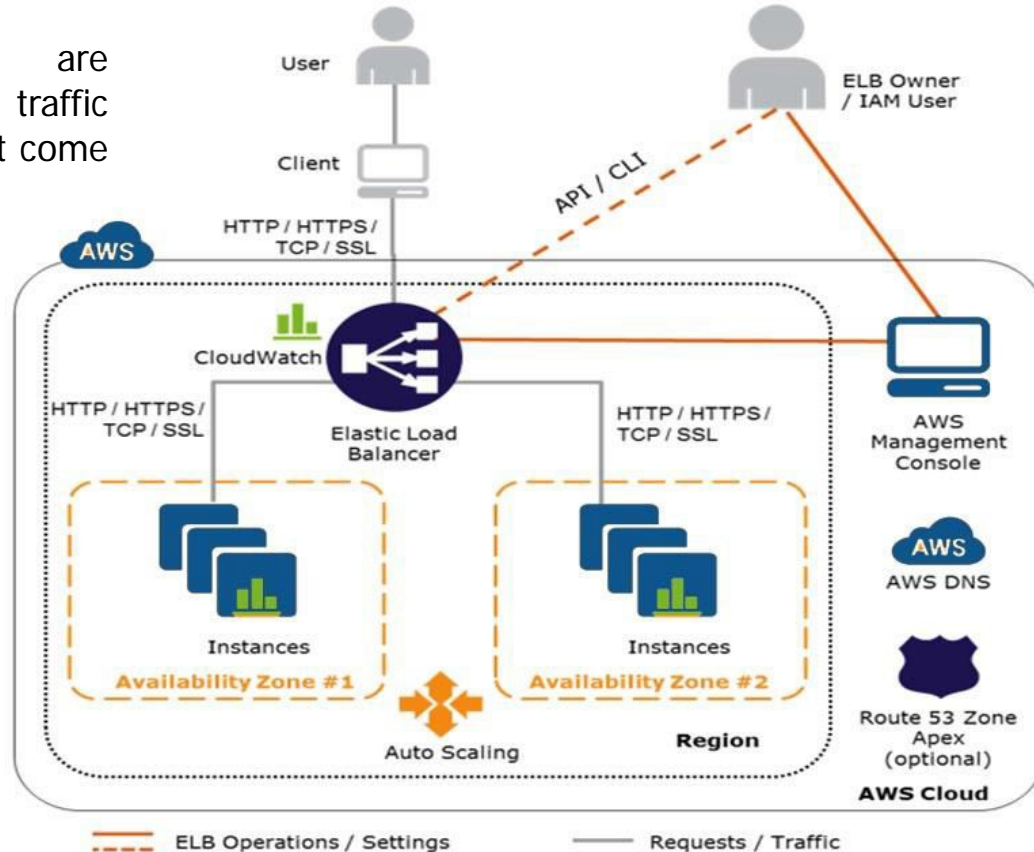 are
traffic
t come
User
ELB Owner
/ IAM User
Client
API / CLI
HTTP / HTTPS /
TCP / SSL
AWS
CloudWatch
HTTP / HTTPS /
TCP / SSL
Elastic Load
Balancer
HTTP / HTTPS /
TCP / SSL
AWS
Management
Console
AWS
AWS DNS
Instances
Availability Zone #1
Instances
Availability Zone #2
Auto Scaling
Region
Route 53 Zone
Apex
(optional)
AWS Cloud
ELB Operations / Settings
Requests / Traffic